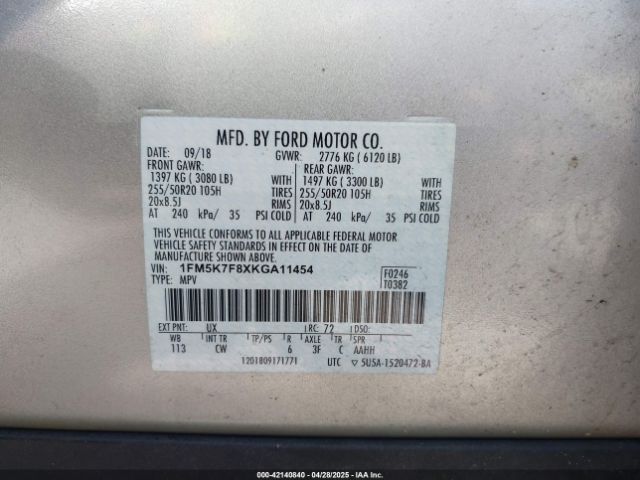 MFD. BY FORD MOTOR CO.
DATE: 09/18 GVWR: 2776 KG ( 6120 LB)
FRONT GAWR: REAR GAWR:
1397 KG ( 3080 LB) WITH 1497 KG ( 3300 LB) WITH
255/50R20 105H TIRES 255/50R20 105H TIRES
20x8.5J RIMS 20x8.5J RIMS
AT 240 kPa/ 35 PSI COLD AT 240 kPa/ 35 PSI COLD
THIS VEHICLE CONFORMS TO ALL APPLICABLE FEDERAL MOTOR
VEHICLE SAFETY STANDARDS IN EFFECT ON THE DATE OF
MANUFACTURE SHOWN ABOVE.
VIN: 1FM5K7F8XKGA11454 F0246
TYPE: MPV T0382
EXT PNT: UX RC: 72 DSO:
WB INT TR TP/PS R AXLE TR SPR
113 CW 6 3F C AAHH
1201809171771 UTC ▽ 5USA-1520472-BA
000-42140840 04/28/2025 IAA Inc.